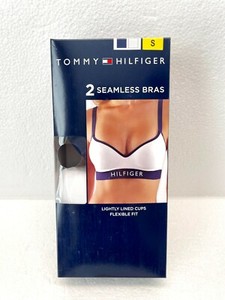 S
TOMMY HILFIGER
2 SEAMLESS BRAS
HILFIGER
LIGHTLY LINED CUPS
FLEXIBLE FIT